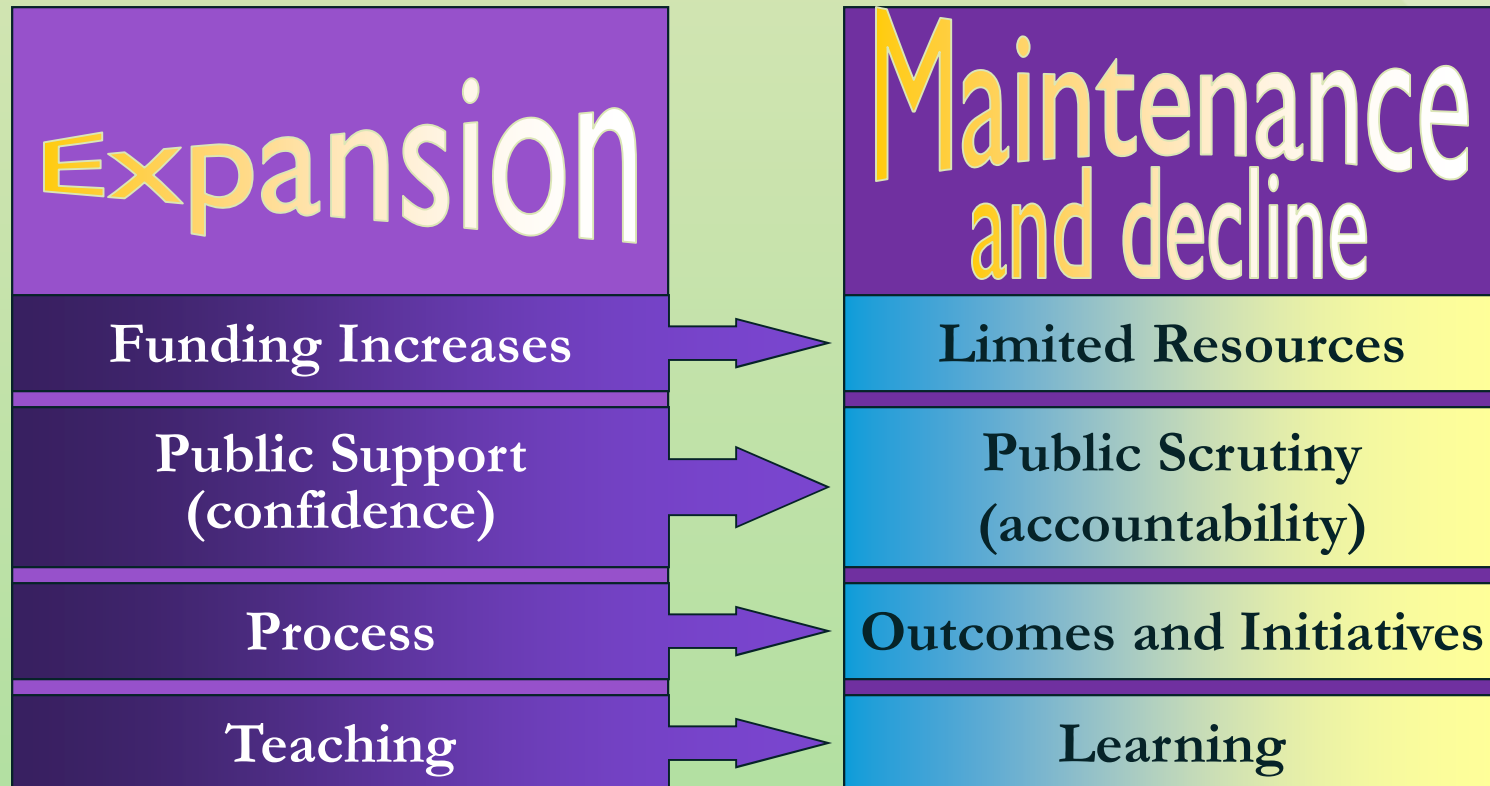 Expansion
Maintenance
and decline
Funding Increases
Limited Resources
Public Support
(confidence)
Public Scrutiny
(accountability)
Process
Outcomes and Initiatives
Teaching
Learning